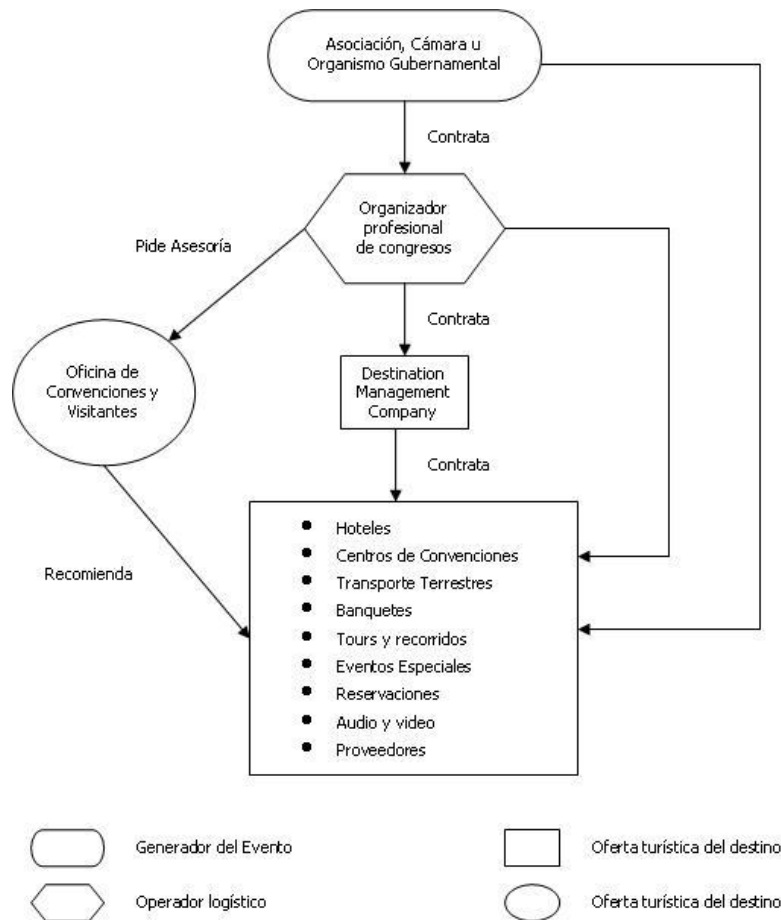 Asociación, Cámara u
Organismo Gubernamental
Contrata
Organizador
profesional
de congresos
Pide Asesoría
Contrata
Oficina de
Convenciones y
Visitantes
Destination
Management
Company
Contrata
Recomienda
Hoteles
Centros de Convenciones
Transporte Terrestres
Banquetes
Tours y recorridos
Eventos Especiales
Reservaciones
Audio y video
Proveedores
Generador del Evento
Oferta turística del destino
Operador logístico
Oferta turística del destino